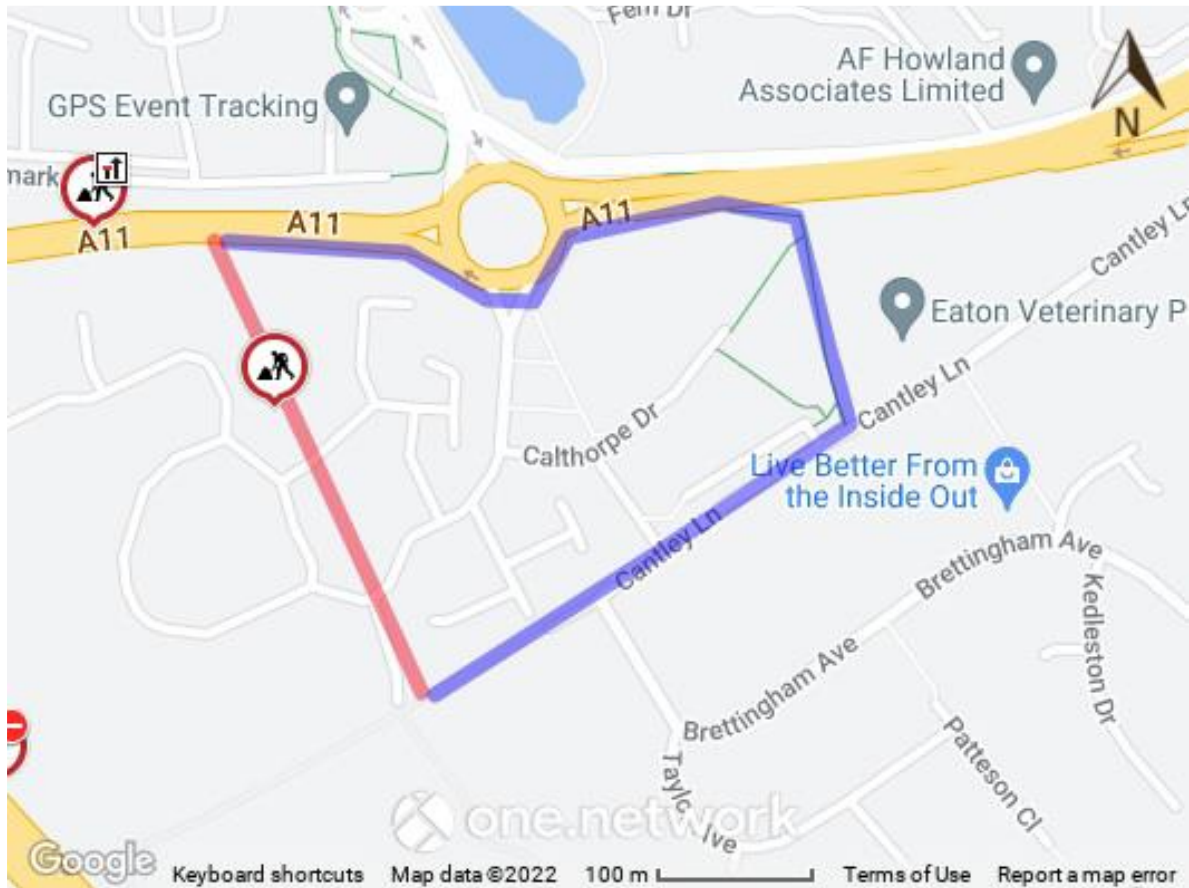 Fern Dr
AF Howland
Associates Limited
GPS Event Tracking
N
mark
A11
A11
A11
Cantley Ln
Eaton Veterinary P
Cantley Ln
Calthorpe Dr
Live Better From
the Inside Out
Cantley Ln
Brettingham Ave
Kedleston Dr
Brettingham Ave
Patteson Cl
one.network
Google
Keyboard shortcuts
Map data ©2022
100 m
Terms of Use
Report a map error